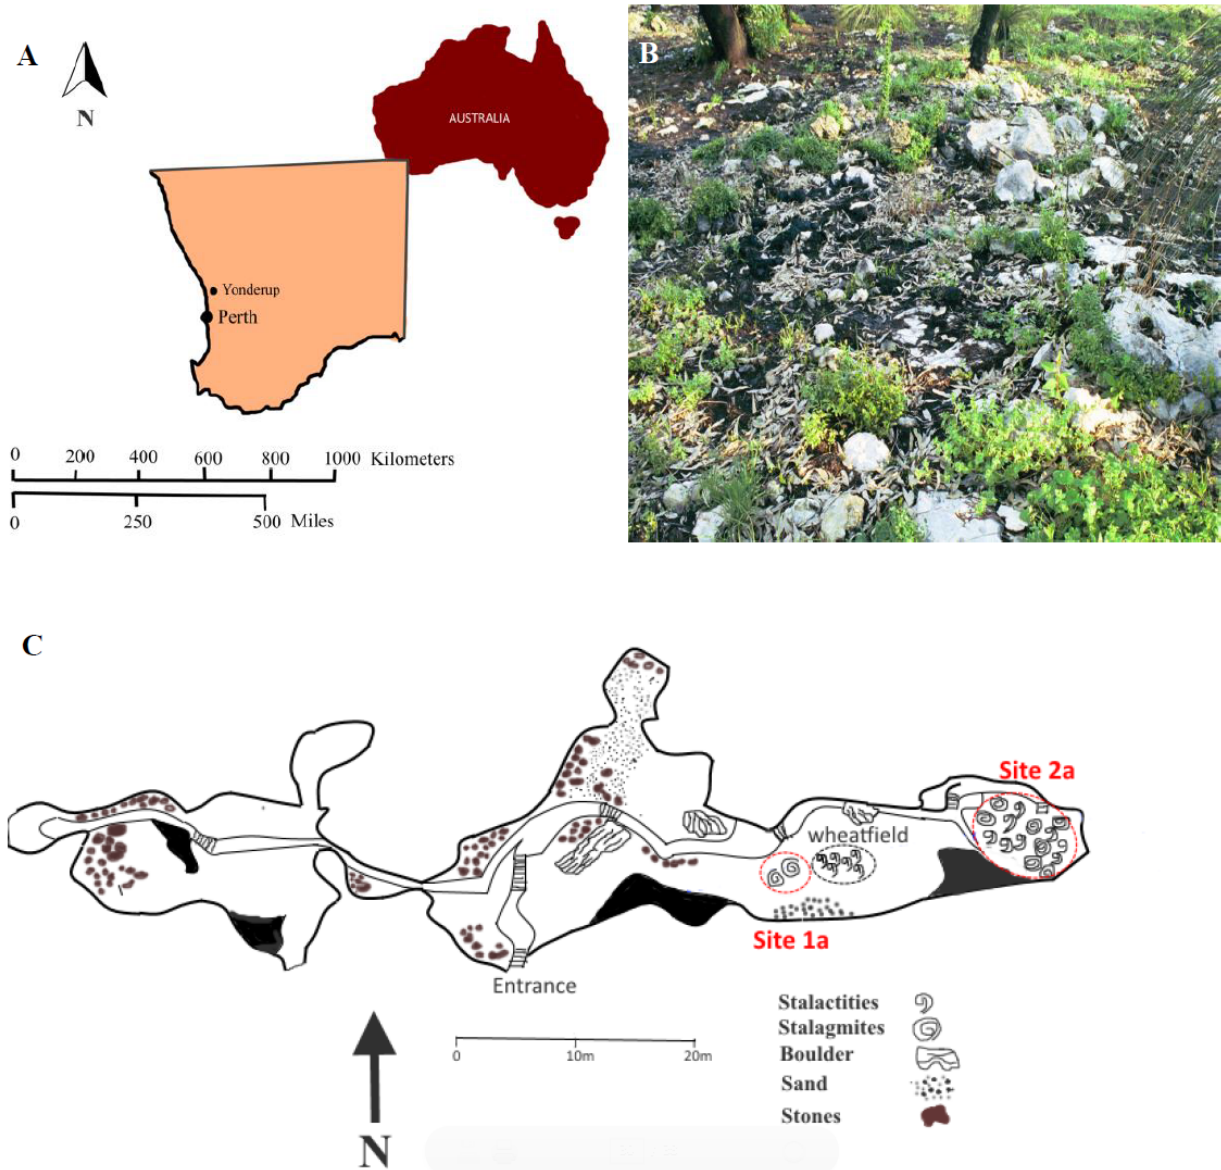 A
N
AUSTRALIA
Yonderup
Perth
0 200 400 600 800 1000 Kilometers
0 250 500 Miles
B
C
Site 2a
wheatfield
Site 1a
Entrance
Stalactities
Stalagmites
Boulder
Sand
Stones
0 10m 20m
N